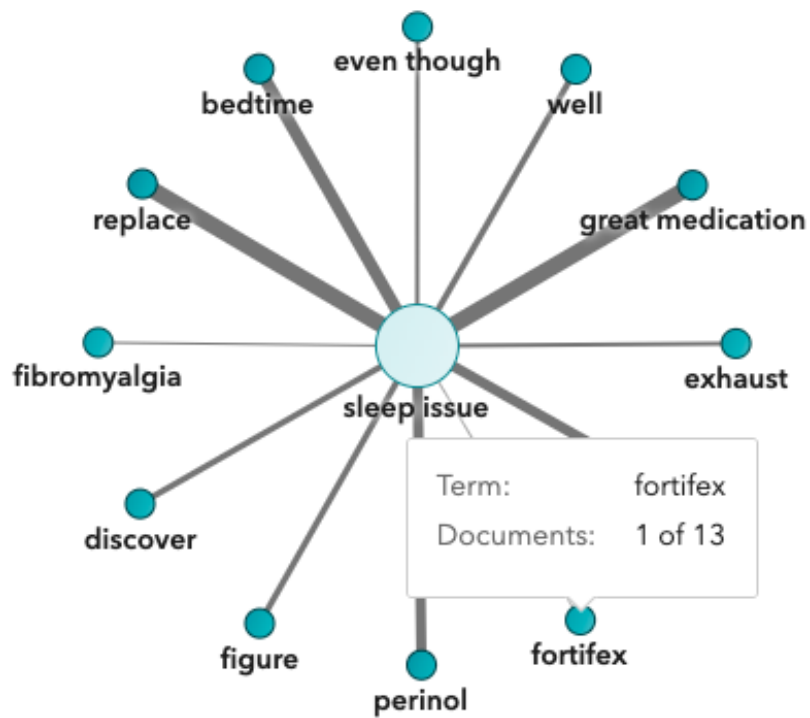 even though
bedtime
well
replace
great medication
fibromyalgia
exhaust
sleep issue
Term: fortifex
Documents: 1 of 13
discover
figure
fortifex
perinol